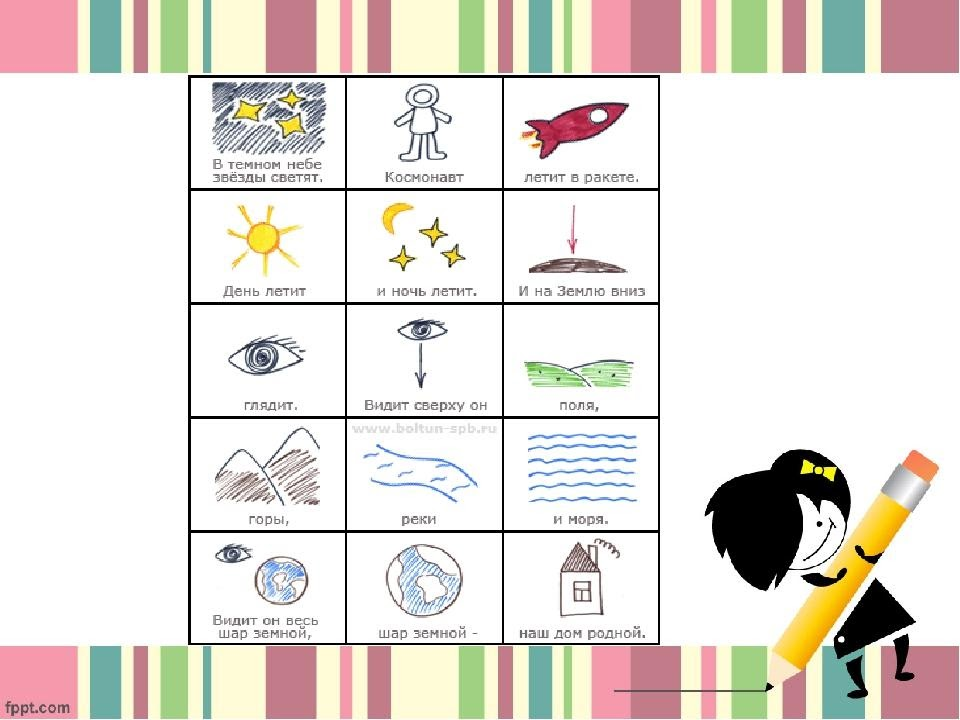 В темном небе
звёзды светят.
Космонавт
летит в ракете.
День летит
и ночь летит.
И на Землю вниз
глядит.
Видит сверху он
поля,
www.boltun-spb.ru
горы,
реки
и моря.
Видит он весь
шар земной,
шар земной -
наш дом родной.
fppt.com